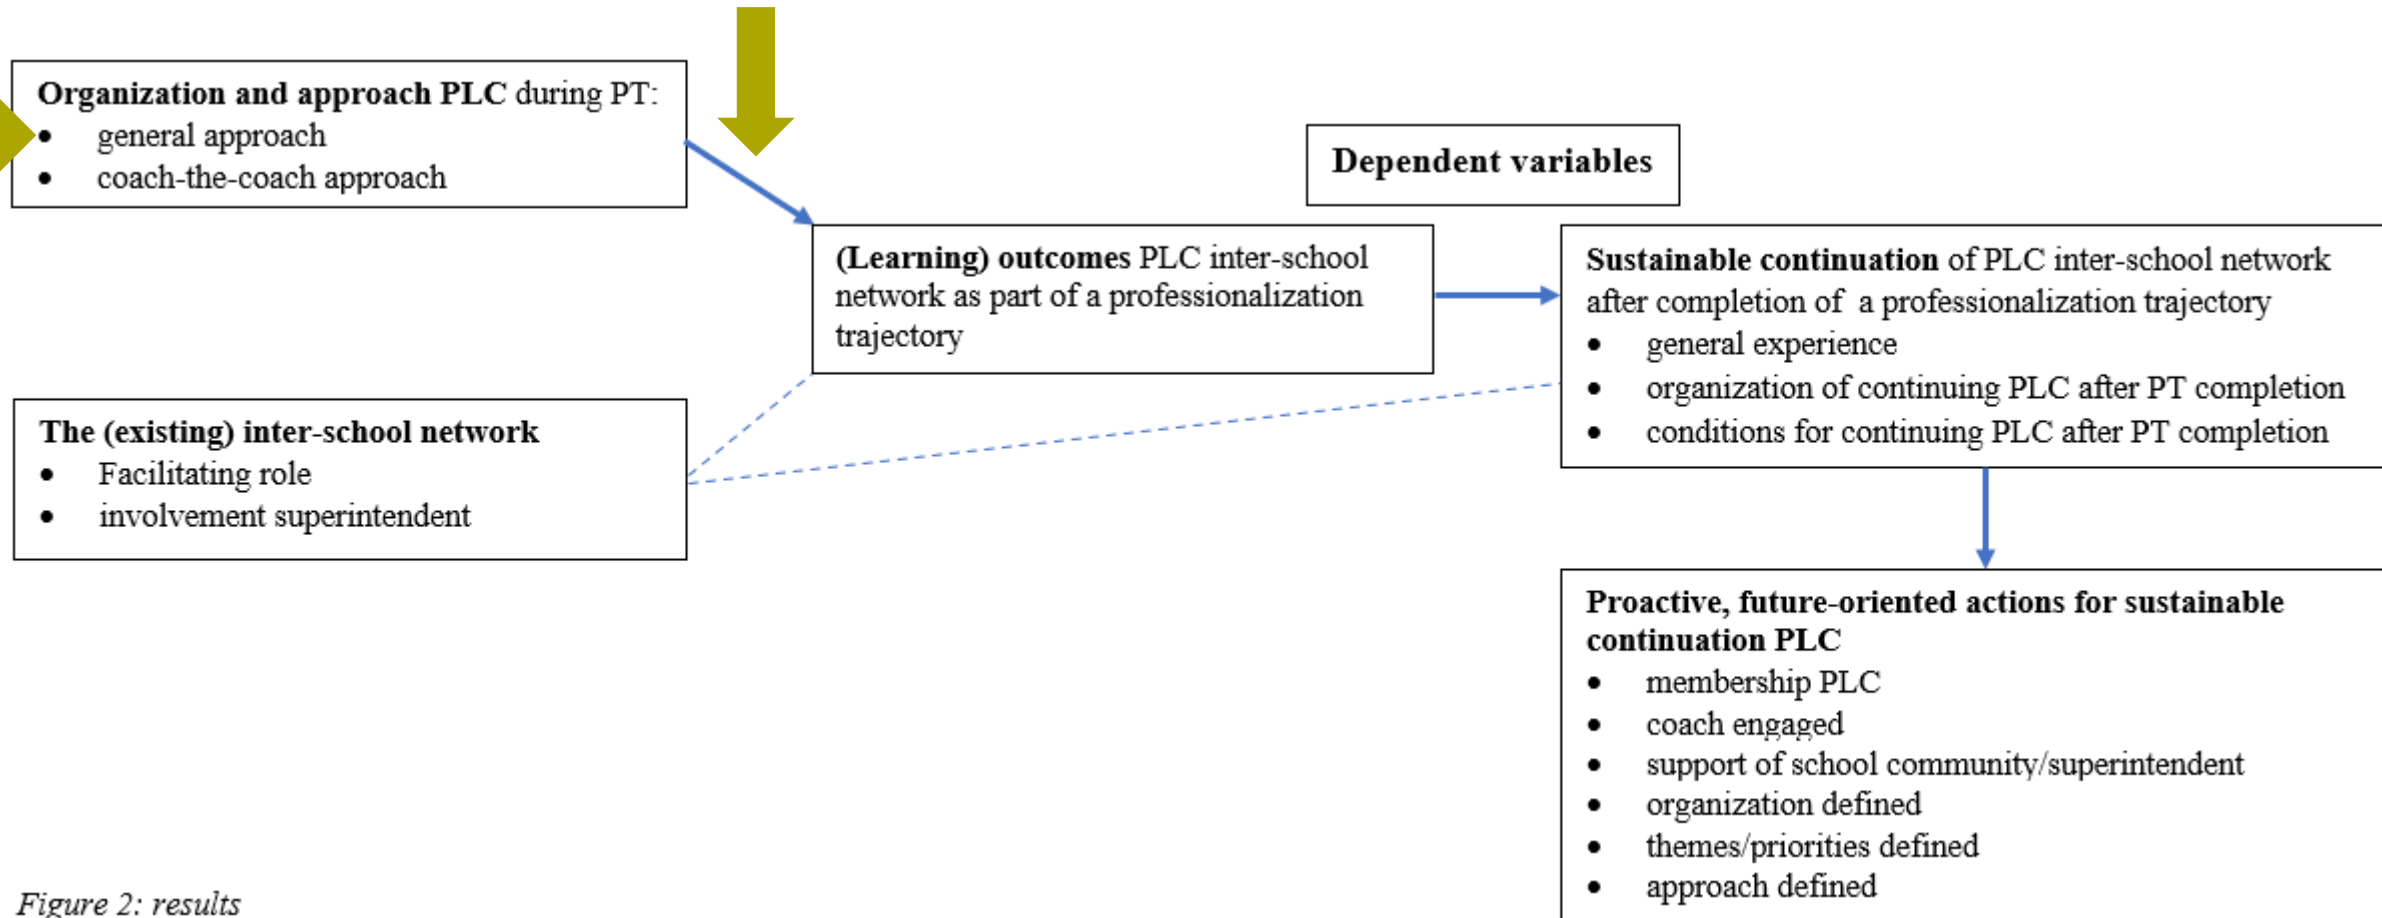 Organization and approach PLC during PT:
• general approach
• coach-the-coach approach
Dependent variables
(Learning) outcomes PLC inter-school
network as part of a professionalization
trajectory
Sustainable continuation of PLC inter-school network
after completion of a professionalization trajectory
• general experience
• organization of continuing PLC after PT completion
• conditions for continuing PLC after PT completion
The (existing) inter-school network
• Facilitating role
• involvement superintendent
Proactive, future-oriented actions for sustainable
continuation PLC
• membership PLC
• coach engaged
• support of school community/superintendent
• organization defined
• themes/priorities defined
• approach defined
Figure 2: results